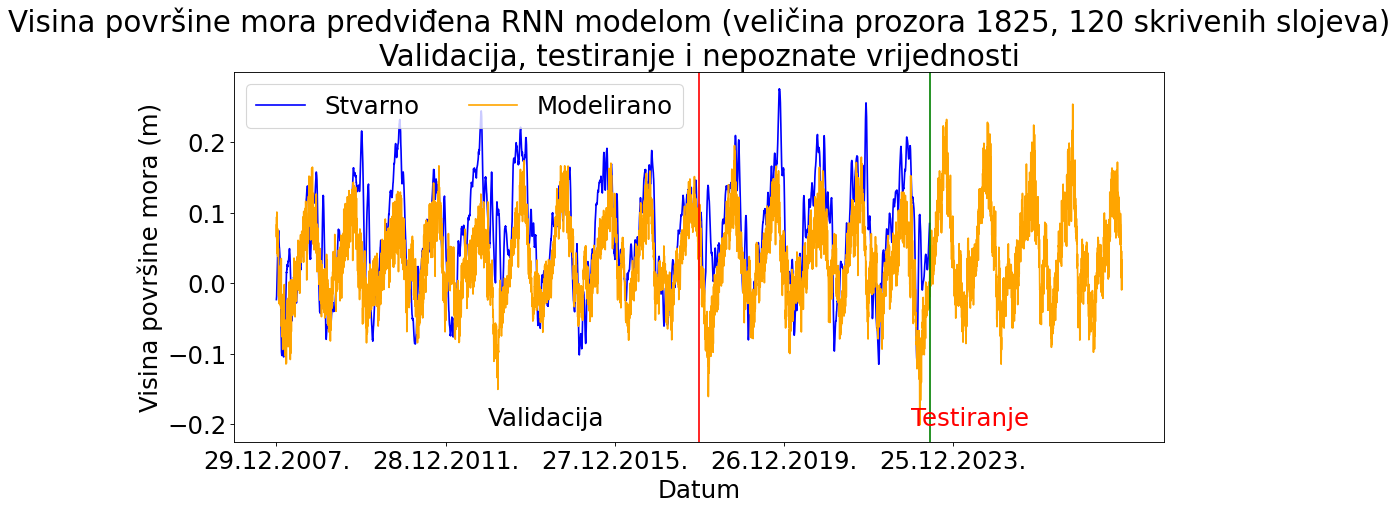 Visina površine mora predviđena RNN modelom (veličina prozora 1825, 120 skrivenih slojeva)
Validacija, testiranje i nepoznate vrijednosti
Stvarno
Modelirano
Visina površine mora (m)
0.2
0.1
0.0
−0.1
−0.2
Validacija
Testiranje
29.12.2007.
28.12.2011.
27.12.2015.
26.12.2019.
25.12.2023.
Datum